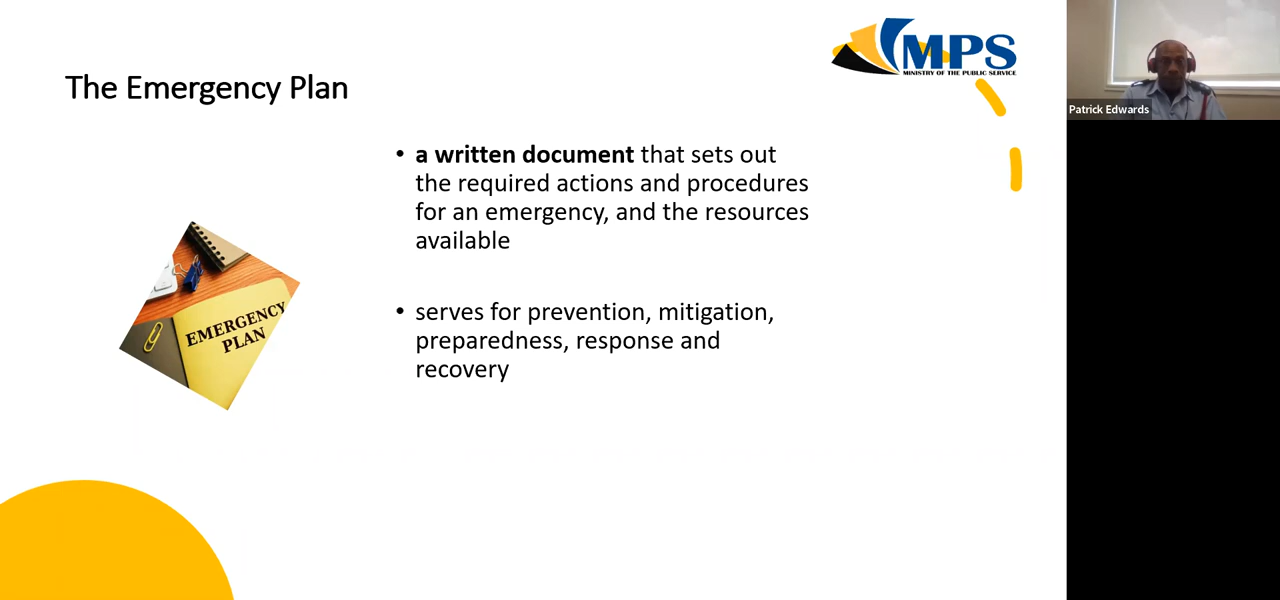 The Emergency Plan
MPS
MINISTRY OF THE PUBLIC SERVICE
Patrick Edwards
• a written document that sets out
the required actions and procedures
for an emergency, and the resources
available
EMERGENCY
PLAN
• serves for prevention, mitigation,
preparedness, response and
recovery